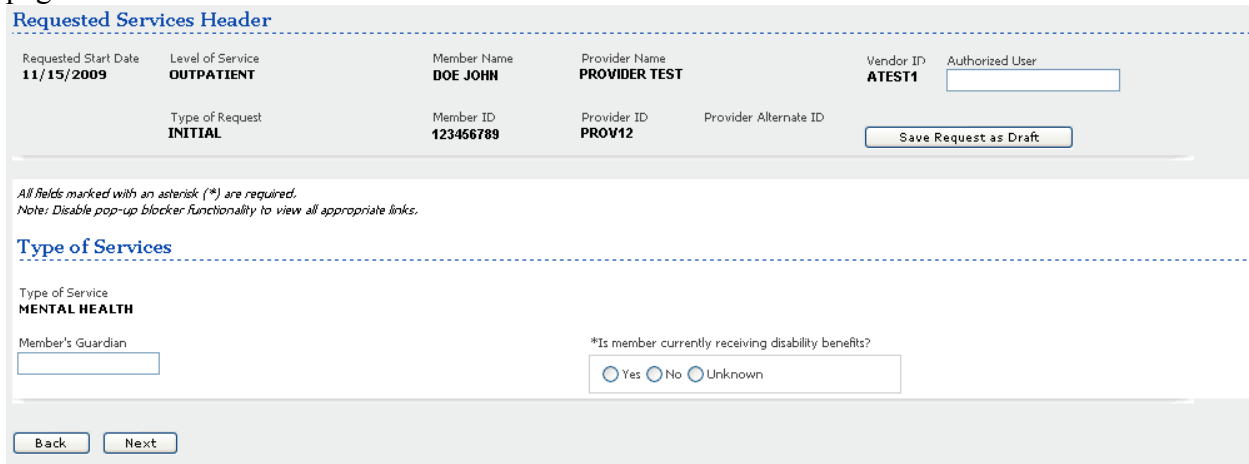 Requested Services Header
Requested Start Date Level of Service Member Name Provider Name Vendor ID Authorized User
11/15/2009 OUTPATIENT DOE JOHN PROVIDER TEST ATEST1
Type of Request Member ID Provider ID Provider Alternate ID
INITIAL 123456789 PROV12 Save Request as Draft
All fields marked with an asterisk (*) are required.
Note: Disable pop-up blocker functionality to view all appropriate links.
Type of Services
Type of Service
MENTAL HEALTH
Member's Guardian *Is member currently receiving disability benefits?
Yes No Unknown
Back Next